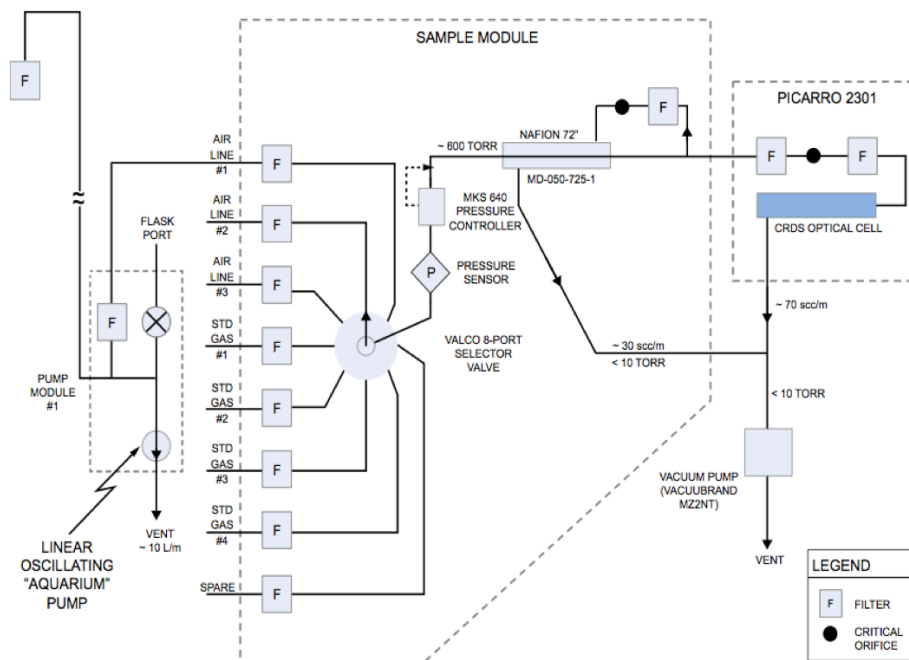 SAMPLE MODULE
PICARRO 2301
F
AIR
LINE
#1
F
~ 600 TORR
NAFION 72"
MD-050-725-1
F
F
F
CRDS OPTICAL CELL
AIR
LINE
#2
F
MKS 640
PRESSURE
CONTROLLER
FLASK
PORT
AIR
LINE
#3
F
P
PRESSURE
SENSOR
F
STD
GAS
#1
F
VALCO 8-PORT
SELECTOR
VALVE
~ 70 scc/m
~ 30 scc/m
< 10 TORR
PUMP
MODULE
#1
STD
GAS
#2
F
< 10 TORR
STD
GAS
#3
F
VACUUM PUMP
(VACUUBRAND
MZ2NT)
STD
GAS
#4
F
VENT
~ 10 L/m
LINEAR
OSCILLATING
"AQUARIUM"
PUMP
SPARE
F
VENT
LEGEND
F
FILTER
CRITICAL
ORIFICE